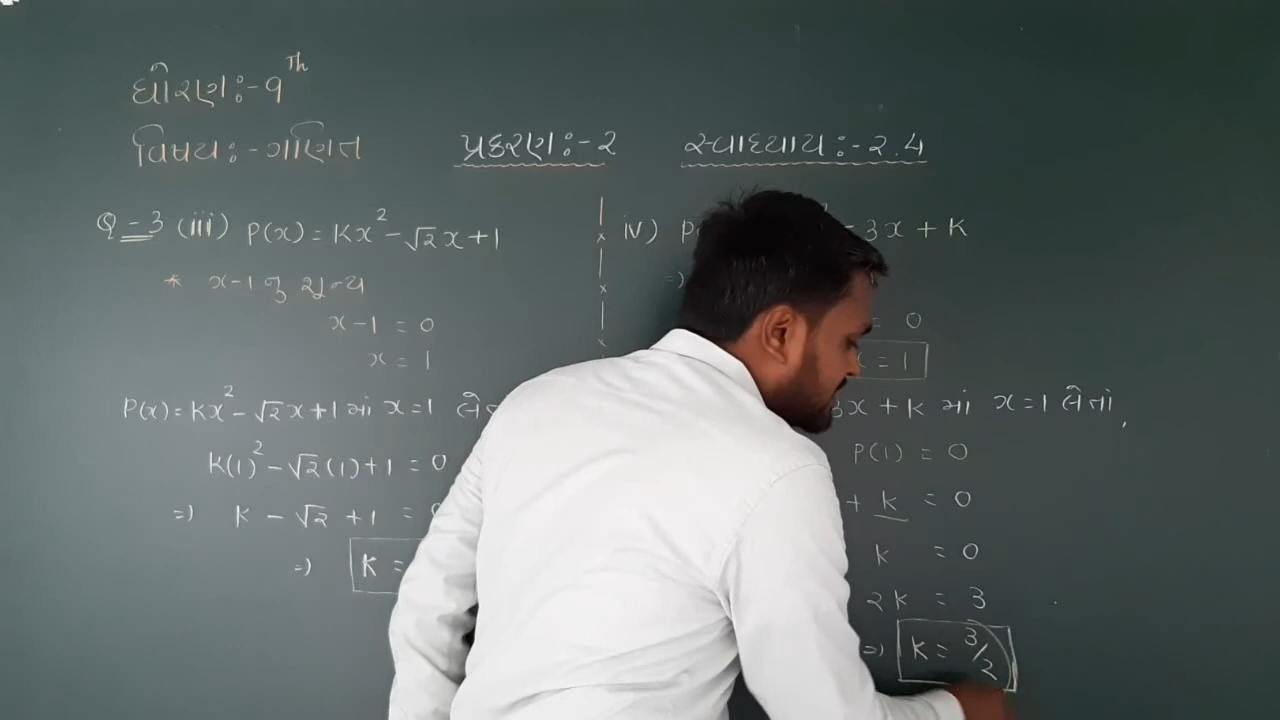 ધોરણ:-9th
વિષય:-ગણિત
પ્રકરણ:-2
સ્વાધ્યાય:-2.4
Q-3 (iii) P(x) = Kx² - √2x + 1
* x-1 નુ શુન્ય
x - 1 = 0
x = 1
P(x) = Kx² - √2x + 1 માં x = 1
K(1)² - √2(1) + 1 = 0
=) K - √2 + 1 =
=) K =
iv) - 3x + K
=)
= 0
= 1
3x + K માં x = 1 લેતાં,
P(1) = 0
+ K = 0
K = 0
2K = 3
=) K = 3/2